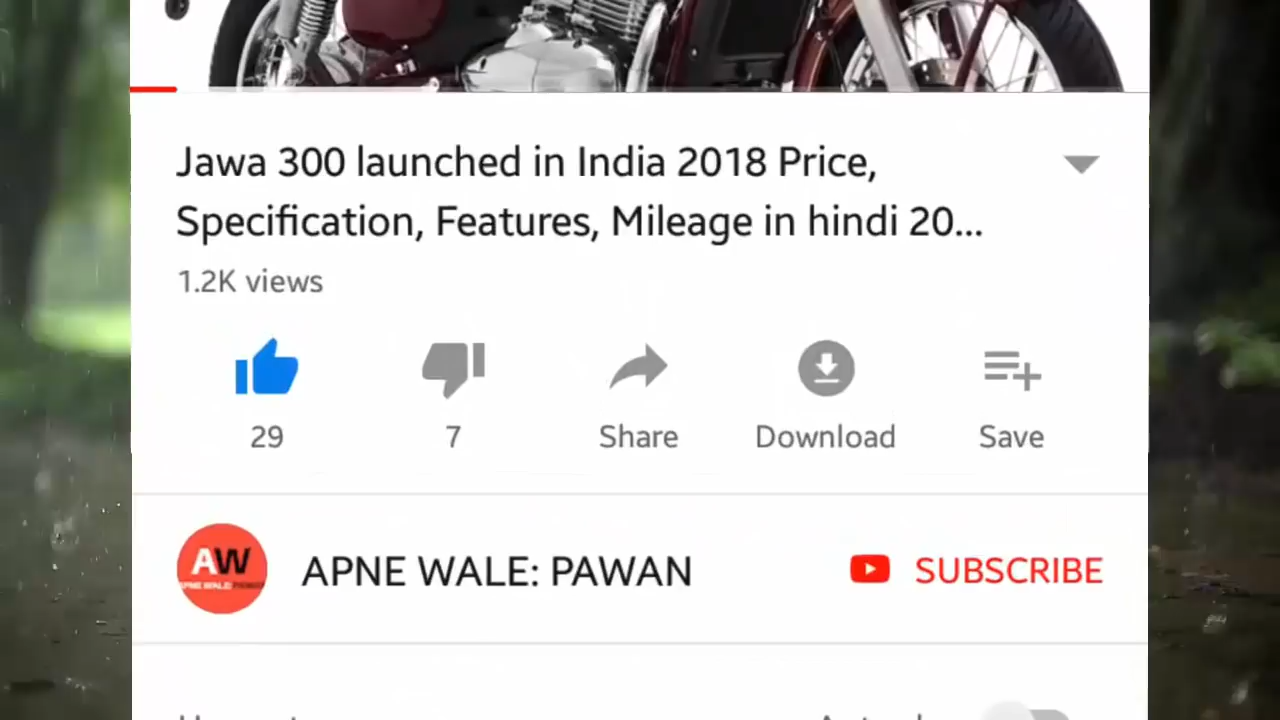 Jawa 300 launched in India 2018 Price,
Specification, Features, Mileage in hindi 20...
1.2K views
29 7 Share Download Save
AW
APNE WALE: PAWAN SUBSCRIBE